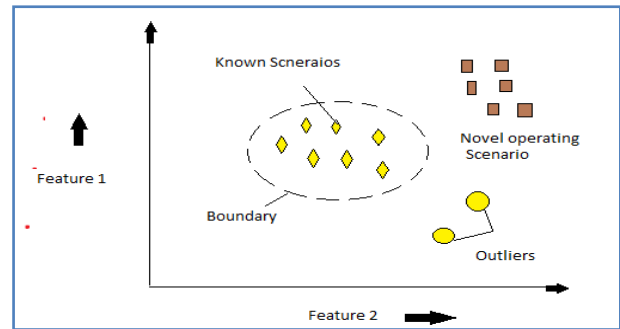 Known Scneraios
Novel operating
Scenario
Feature 1
Boundary
Outliers
Feature 2